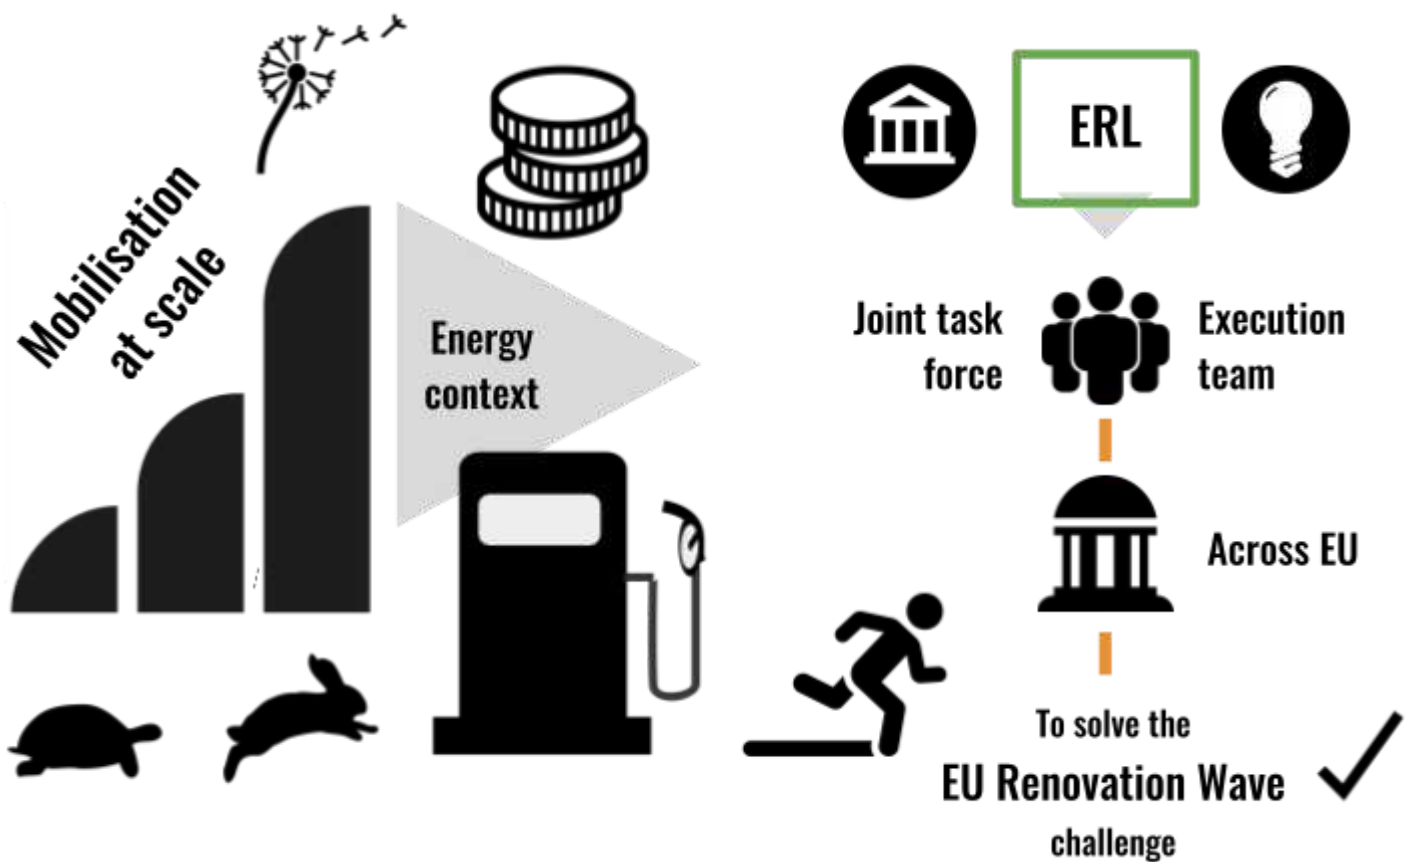 Mobilisation
at scale
Energy
context
ERL
Joint task
force
Execution
team
Across EU
To solve the
EU Renovation Wave
challenge